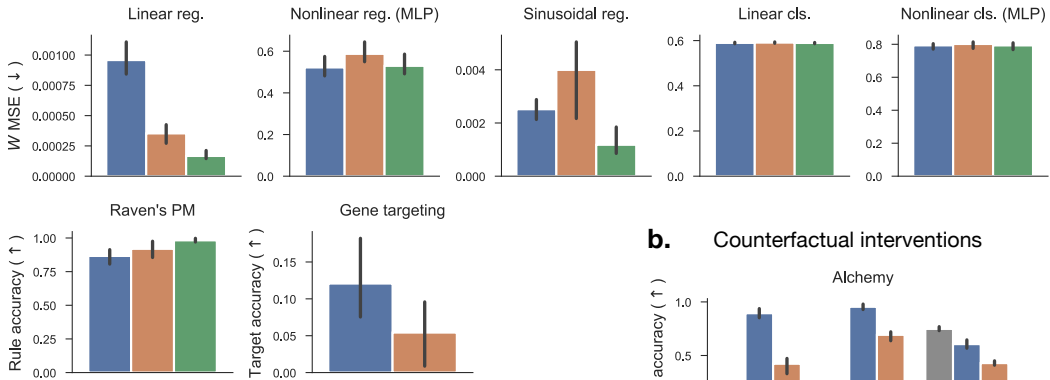 Linear reg.
Nonlinear reg. (MLP)
Sinusoidal reg.
Linear cls.
Nonlinear cls. (MLP)
W MSE (↓)
0.00100
0.00075
0.00050
0.00025
0.00000
0.6
0.4
0.2
0.0
0.004
0.002
0.000
0.6
0.4
0.2
0.0
0.8
0.6
0.4
0.2
0.0
Raven's PM
Gene targeting
Rule accuracy (↑)
1.00
0.75
0.50
0.25
0.00
Target accuracy (↑)
0.15
0.10
0.05
0.00
b. Counterfactual interventions
Alchemy
accuracy (↑)
1.0
0.5